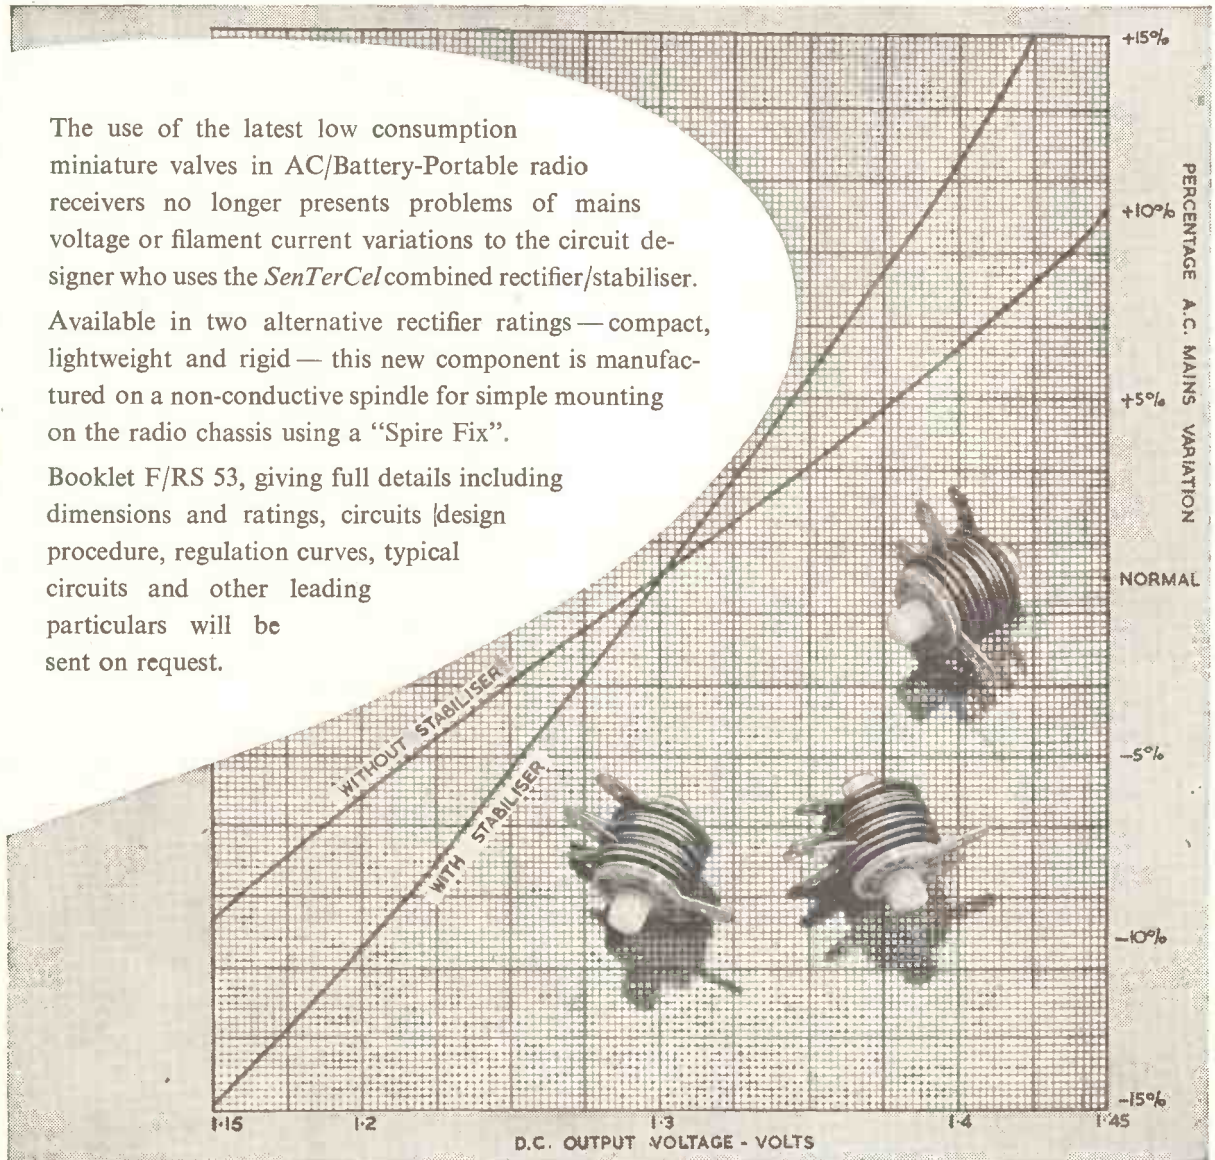 The use of the latest low consumption
miniature valves in AC/Battery-Portable radio
receivers no longer presents problems of mains
voltage or filament current variations to the circuit de-
signer who uses the SenTerCel combined rectifier/stabiliser.
Available in two alternative rectifier ratings — compact,
lightweight and rigid — this new component is manufac-
tured on a non-conductive spindle for simple mounting
on the radio chassis using a “Spire Fix”.
Booklet F/RS 53, giving full details including
dimensions and ratings, circuits design
procedure, regulation curves, typical
circuits and other leading
particulars will be
sent on request.
+15%
+10%
+5%
NORMAL
-5%
-10%
-15%
PERCENTAGE A.C. MAINS VARIATION
WITHOUT STABILISER
WITH STABILISER
1·15
1·2
1·3
1·4
1·45
D.C. OUTPUT VOLTAGE - VOLTS